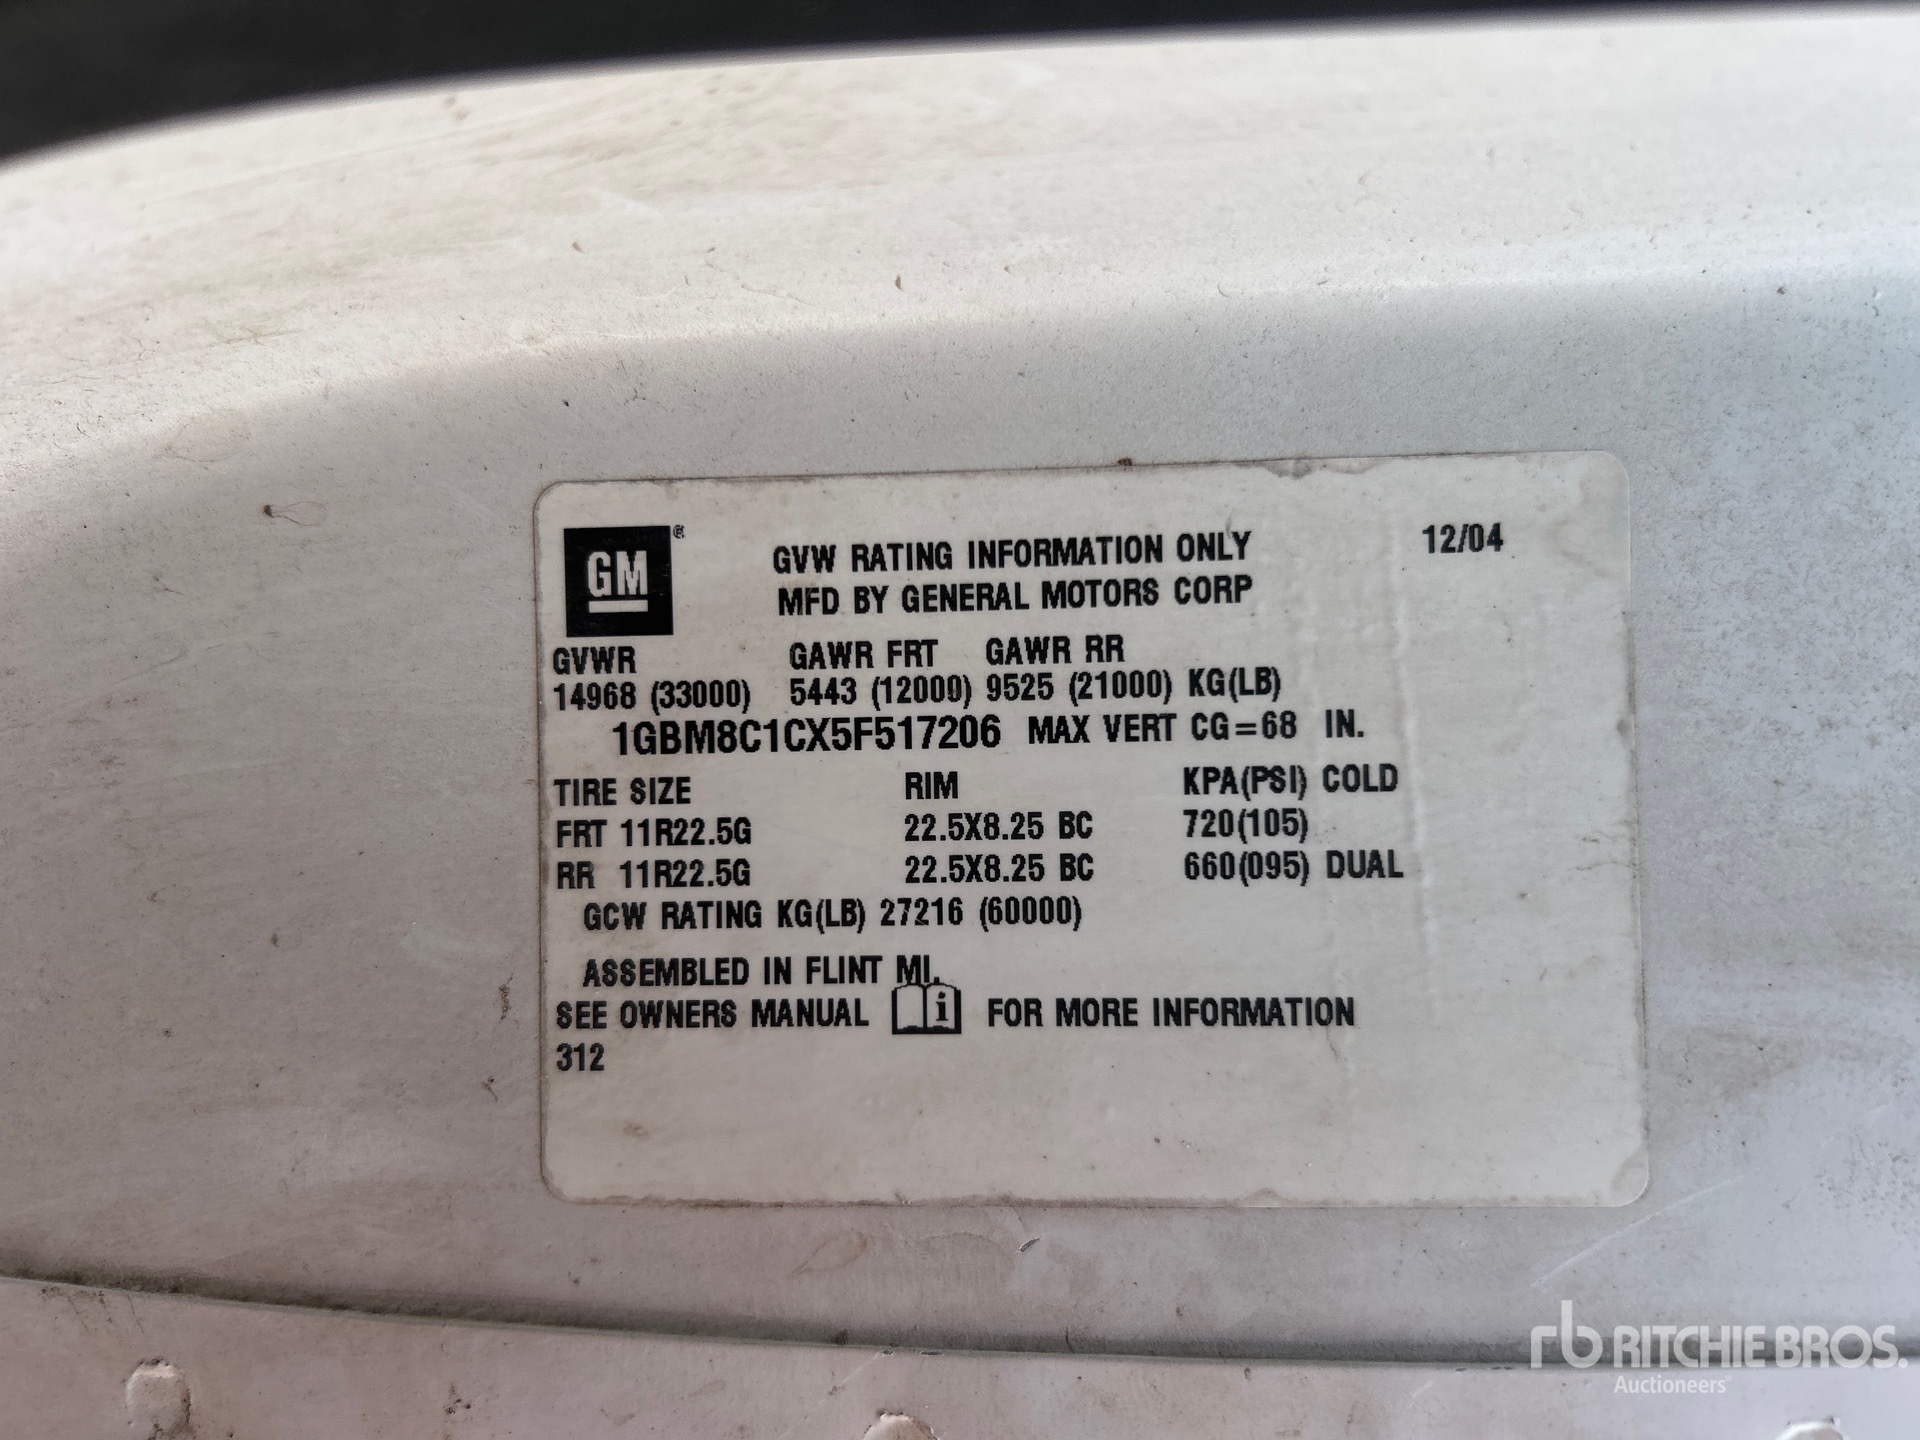 GM®
GVW RATING INFORMATION ONLY 12/04
MFD BY GENERAL MOTORS CORP
GVWR GAWR FRT GAWR RR
14968 (33000) 5443 (12000) 9525 (21000) KG(LB)
1GBM8C1CX5F517206 MAX VERT CG=68 IN.
TIRE SIZE RIM KPA(PSI) COLD
FRT 11R22.5G 22.5X8.25 BC 720(105)
RR 11R22.5G 22.5X8.25 BC 660(095) DUAL
GCW RATING KG(LB) 27216 (60000)
ASSEMBLED IN FLINT MI.
SEE OWNERS MANUAL i FOR MORE INFORMATION
312
rb RITCHIE BROS.
Auctioneers